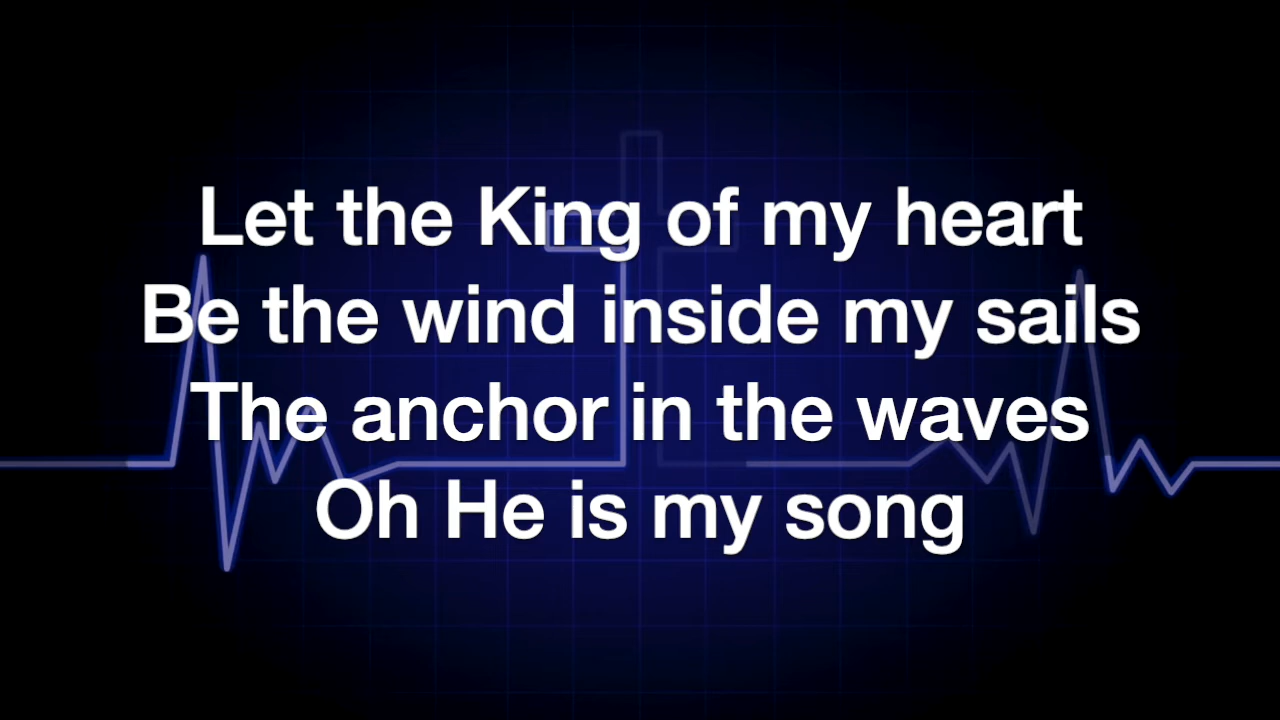 Let the King of my heart
Be the wind inside my sails
The anchor in the waves
Oh He is my song